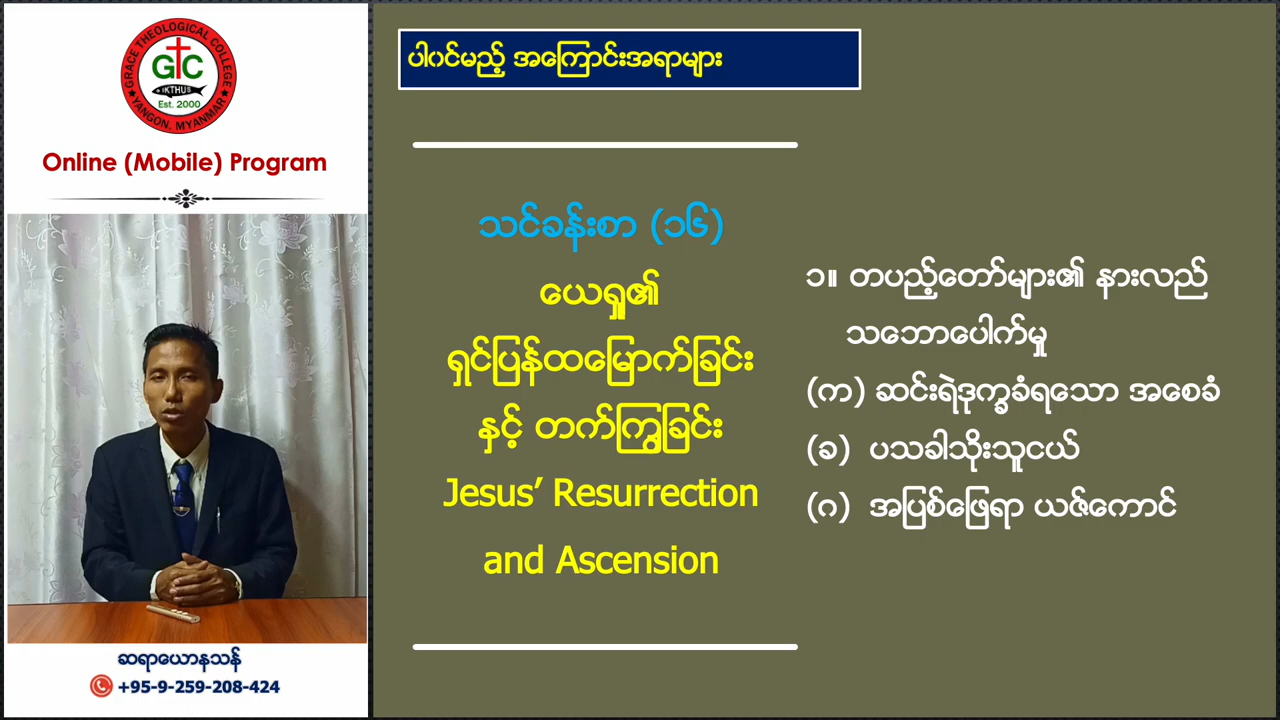 GRACE THEOLOGICAL COLLEGE
GTC
IKTHUS
Est. 2000
YANGON, MYANMAR
Online (Mobile) Program
ဆရာယောနသန်
+95-9-259-208-424
ပါဝင်မည့် အကြောင်းအရာများ
သင်ခန်းစာ (၁၆)
ယေရှု၏
ရှင်ပြန်ထမြောက်ခြင်း
နှင့် တက်ကြွခြင်း
Jesus’ Resurrection
and Ascension
၁။ တပည့်တော်များ၏ နားလည်
သဘောပေါက်မှု
(က) ဆင်းရဲဒုက္ခခံရသော အစေခံ
(ခ) ပသခါသိုးသူငယ်
(ဂ) အပြစ်ဖြေရာ ယဇ်ကောင်